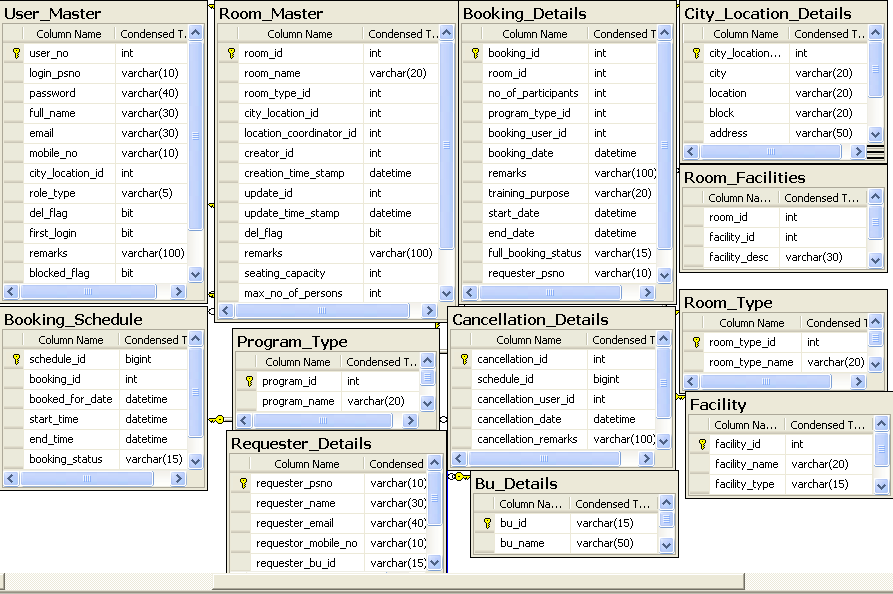 User_Master
Column Name Condensed T..
user_no int
login_psno varchar(10)
password varchar(40)
full_name varchar(30)
email varchar(30)
mobile_no varchar(10)
city_location_id int
role_type varchar(5)
del_flag bit
first_login bit
remarks varchar(100)
blocked_flag bit
Room_Master
Column Name Condensed T...
room_id int
room_name varchar(20)
room_type_id int
city_location_id int
location_coordinator_id int
creator_id int
creation_time_stamp datetime
update_id int
update_time_stamp datetime
del_flag bit
remarks varchar(100)
seating_capacity int
max_no_of_persons int
Booking_Details
Column Name Condensed T
booking_id int
room_id int
no_of_participants int
program_type_id int
booking_user_id int
booking_date datetime
remarks varchar(100)
training_purpose varchar(20)
start_date datetime
end_date datetime
full_booking_status varchar(15)
requester_psno varchar(10)
City_Location_Details
Column Name Condensed T...
city_location... int
city varchar(20)
location varchar(20)
block varchar(20)
address varchar(50)
Room_Facilities
Column Na... Condensed T...
room_id int
facility_id int
facility_desc varchar(30)
Room_Type
Column Name Condensed T
room_type_id int
room_type_name varchar(20)
Facility
Column Na... Condensed T...
facility_id int
facility_name varchar(20)
facility_type varchar(15)
Booking_Schedule
Column Name Condensed T
schedule_id bigint
booking_id int
booked_for_date datetime
start_time datetime
end_time datetime
booking_status varchar(15)
Program_Type
Column Name Condensed T...
program_id int
program_name varchar(20)
Cancellation_Details
Column Name Condensed T
cancellation_id int
schedule_id bigint
cancellation_user_id int
cancellation_date datetime
cancellation_remarks varchar(100)
Requester_Details
Column Name Condensed
requester_psno varchar(10)
requester_name varchar(30)
requester_email varchar(40)
requestor_mobile_no varchar(10)
requester_bu_id varchar(15)
Bu_Details
Column Na... Condensed T...
bu_id varchar(15)
bu_name varchar(50)